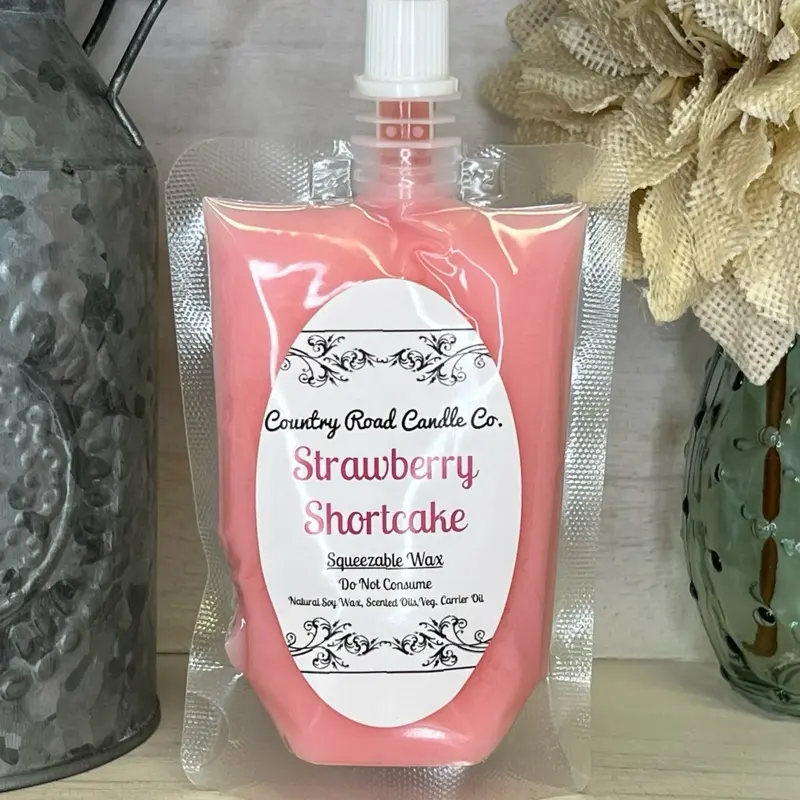 Country Road Candle Co.
Strawberry
Shortcake
Squeezable Wax
Do Not Consume
Natural Soy Wax, Scented Oils,Veg. Carrier Oil